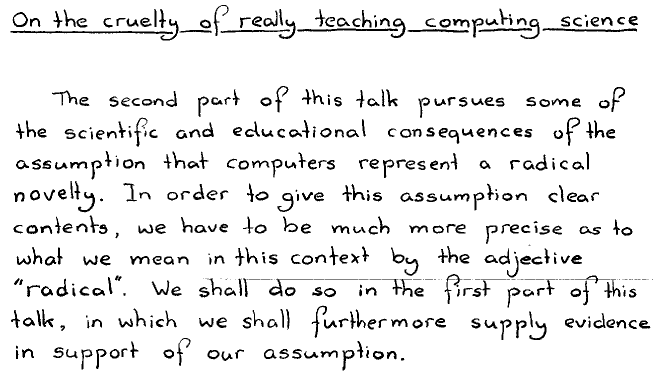 On the cruelty of really teaching computing science
The second part of this talk pursues some of
the scientific and educational consequences of the
assumption that computers represent a radical
novelty. In order to give this assumption clear
contents, we have to be much more precise as to
what we mean in this context by the adjective
"radical". We shall do so in the first part of this
talk, in which we shall furthermore supply evidence
in support of our assumption.